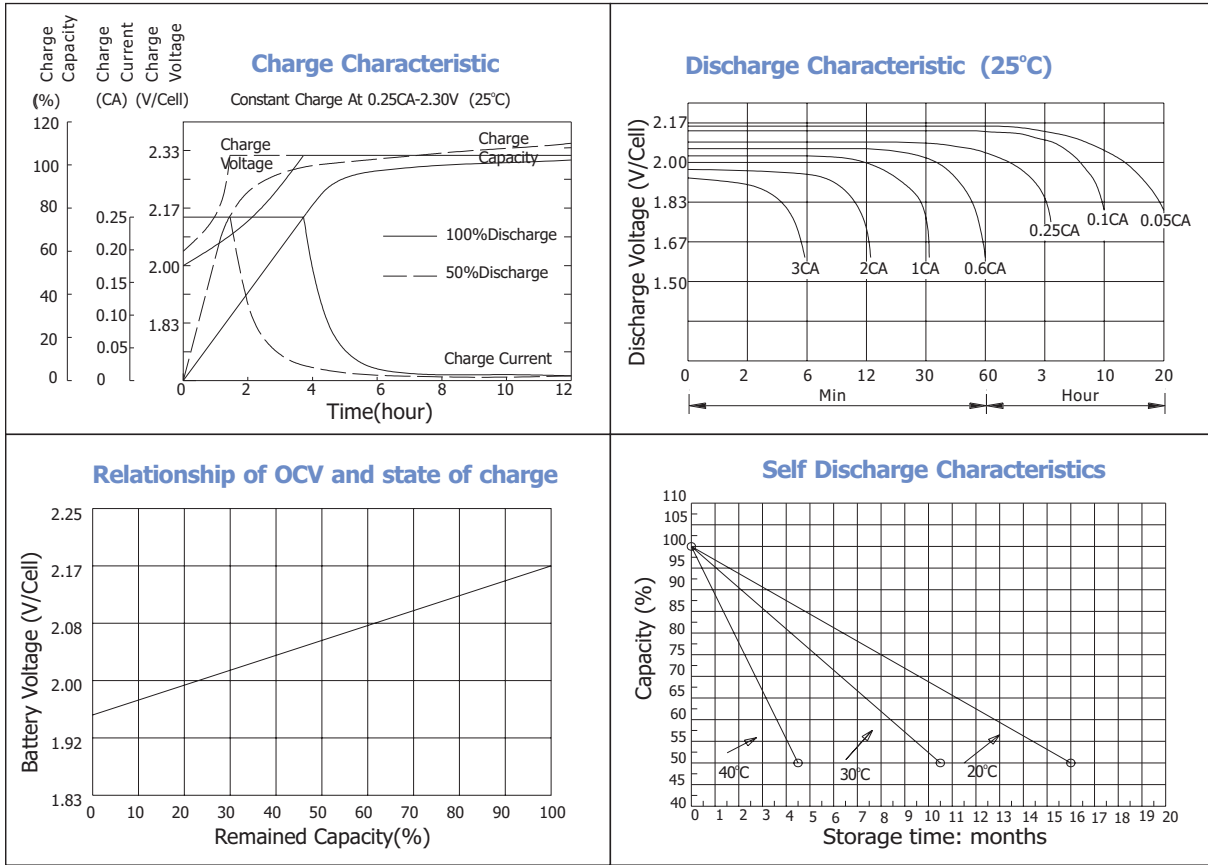 Charge Capacity
Charge Current
Charge Voltage
Charge Characteristic
(%)
(CA)
(V/Cell)
Constant Charge At 0.25CA-2.30V (25°C)
120
100
80
60
40
20
0
0.25
0.20
0.15
0.10
0.05
0
2.33
2.17
2.00
1.83
Charge Voltage
Charge Capacity
100%Discharge
50%Discharge
Charge Current
0 2 4 6 8 10 12
Time(hour)
Discharge Characteristic (25°C)
Discharge Voltage (V/Cell)
2.17
2.00
1.83
1.67
1.50
3CA 2CA 1CA 0.6CA 0.25CA 0.1CA 0.05CA
0 2 6 12 30 60 3 10 20
Min Hour
Relationship of OCV and state of charge
Battery Voltage (V/Cell)
2.25
2.17
2.08
2.00
1.92
1.83
0 10 20 30 40 50 60 70 80 90 100
Remained Capacity(%)
Self Discharge Characteristics
Capacity (%)
110
105
100
95
90
85
80
75
70
65
60
55
50
45
40
40°C 30°C 20°C
0 1 2 3 4 5 6 7 8 9 10 11 12 13 14 15 16 17 18 19 20
Storage time: months